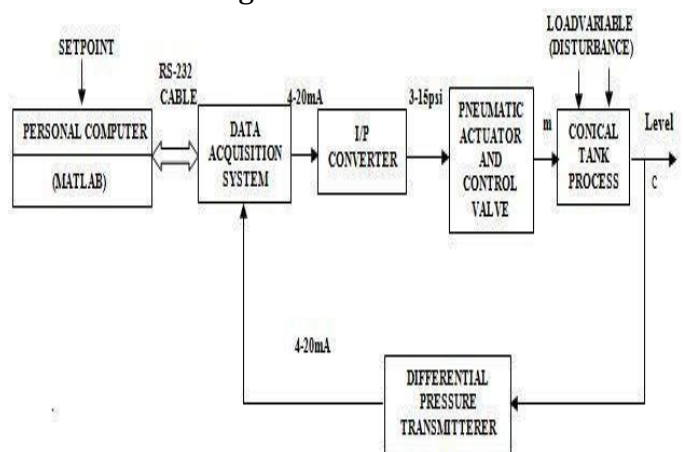 LOADVARIABLE
(DISTURBANCE)
SETPOINT
RS-232
CABLE
4-20mA
3-15psi
PERSONAL COMPUTER
(MATLAB)
DATA
ACQUISITION
SYSTEM
I/P
CONVERTER
PNEUMATIC
ACTUATOR
AND
CONTROL
VALVE
m
CONICAL
TANK
PROCESS
Level
C
4-20mA
DIFFERENTIAL
PRESSURE
TRANSMITTERER